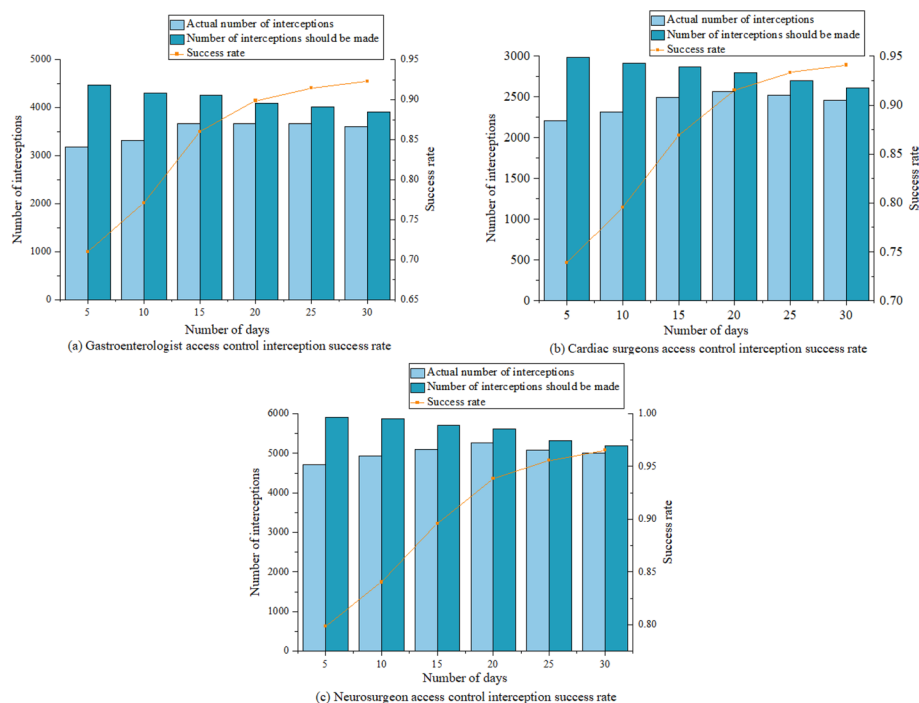 Actual number of interceptions
Number of interceptions should be made
Success rate
5000
4000
3000
2000
1000
0
Number of interceptions
0.95
0.90
0.85
0.80
0.75
0.70
0.65
Success rate
5 10 15 20 25 30
Number of days
(a) Gastroenterologist access control interception success rate
Actual number of interceptions
Number of interceptions should be made
Success rate
3000
2500
2000
1500
1000
500
0
Number of interceptions
0.95
0.90
0.85
0.80
0.75
0.70
Success rate
5 10 15 20 25 30
Number of days
(b) Cardiac surgeons access control interception success rate
Actual number of interceptions
Number of interceptions should be made
Success rate
6000
5000
4000
3000
2000
1000
0
Number of interceptions
1.00
0.95
0.90
0.85
0.80
Success rate
5 10 15 20 25 30
Number of days
(c) Neurosurgeon access control interception success rate